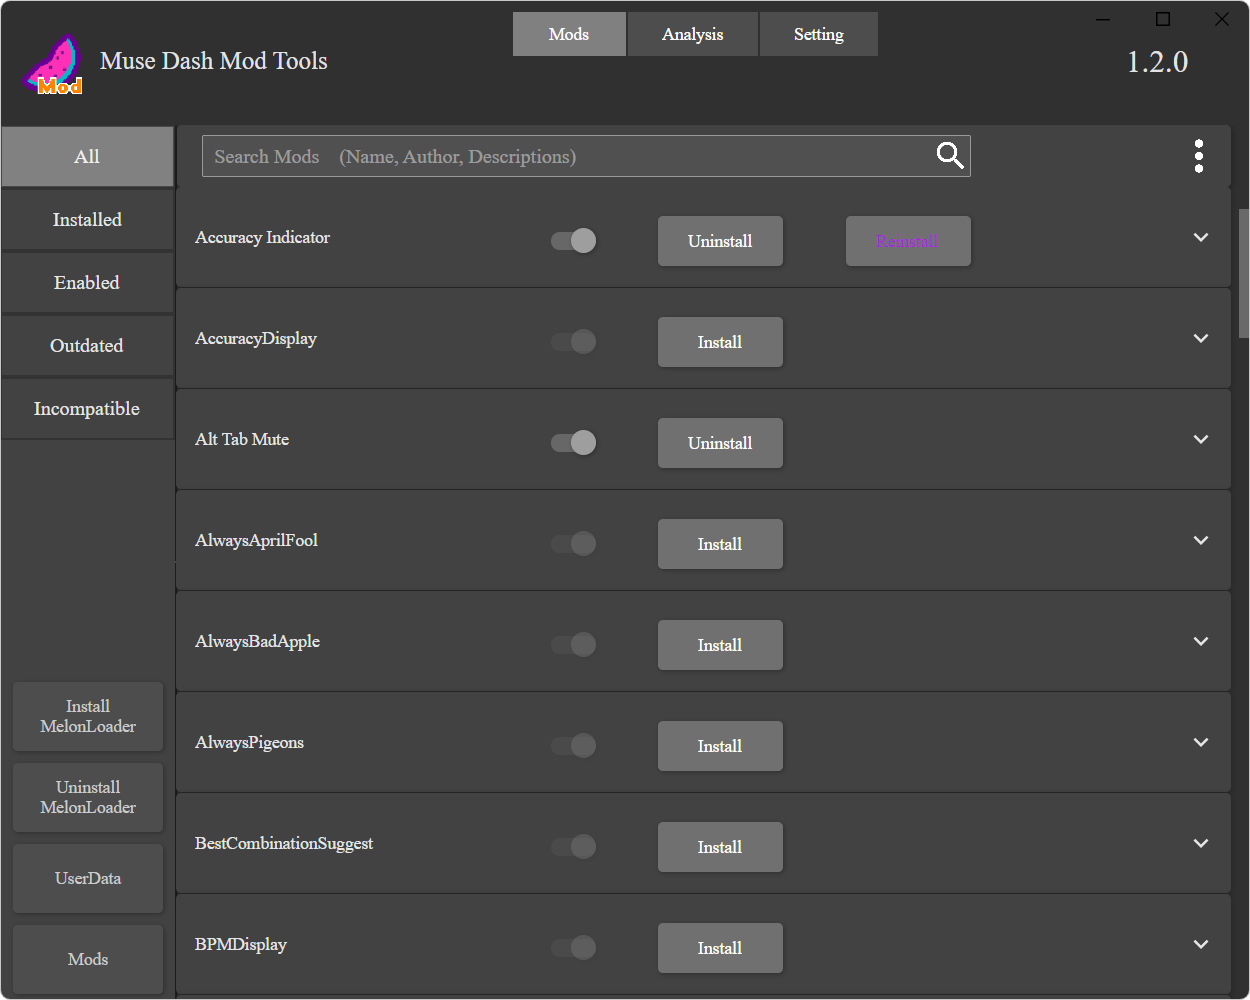 Mods
Analysis
Setting
Mod
Muse Dash Mod Tools
1.2.0
All
Installed
Enabled
Outdated
Incompatible
Install
MelonLoader
Uninstall
MelonLoader
UserData
Mods
Search Mods (Name, Author, Descriptions)
Accuracy Indicator
Uninstall
Reinstall
AccuracyDisplay
Install
Alt Tab Mute
Uninstall
AlwaysAprilFool
Install
AlwaysBadApple
Install
AlwaysPigeons
Install
BestCombinationSuggest
Install
BPMDisplay
Install